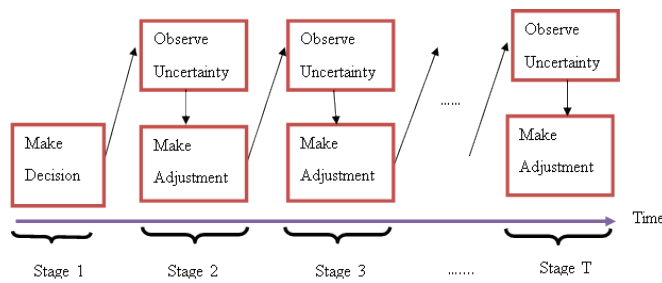 Observe
Uncertainty
Observe
Uncertainty
Observe
Uncertainty
......
Make
Decision
Make
Adjustment
Make
Adjustment
Make
Adjustment
Time
Stage 1
Stage 2
Stage 3
.......
Stage T